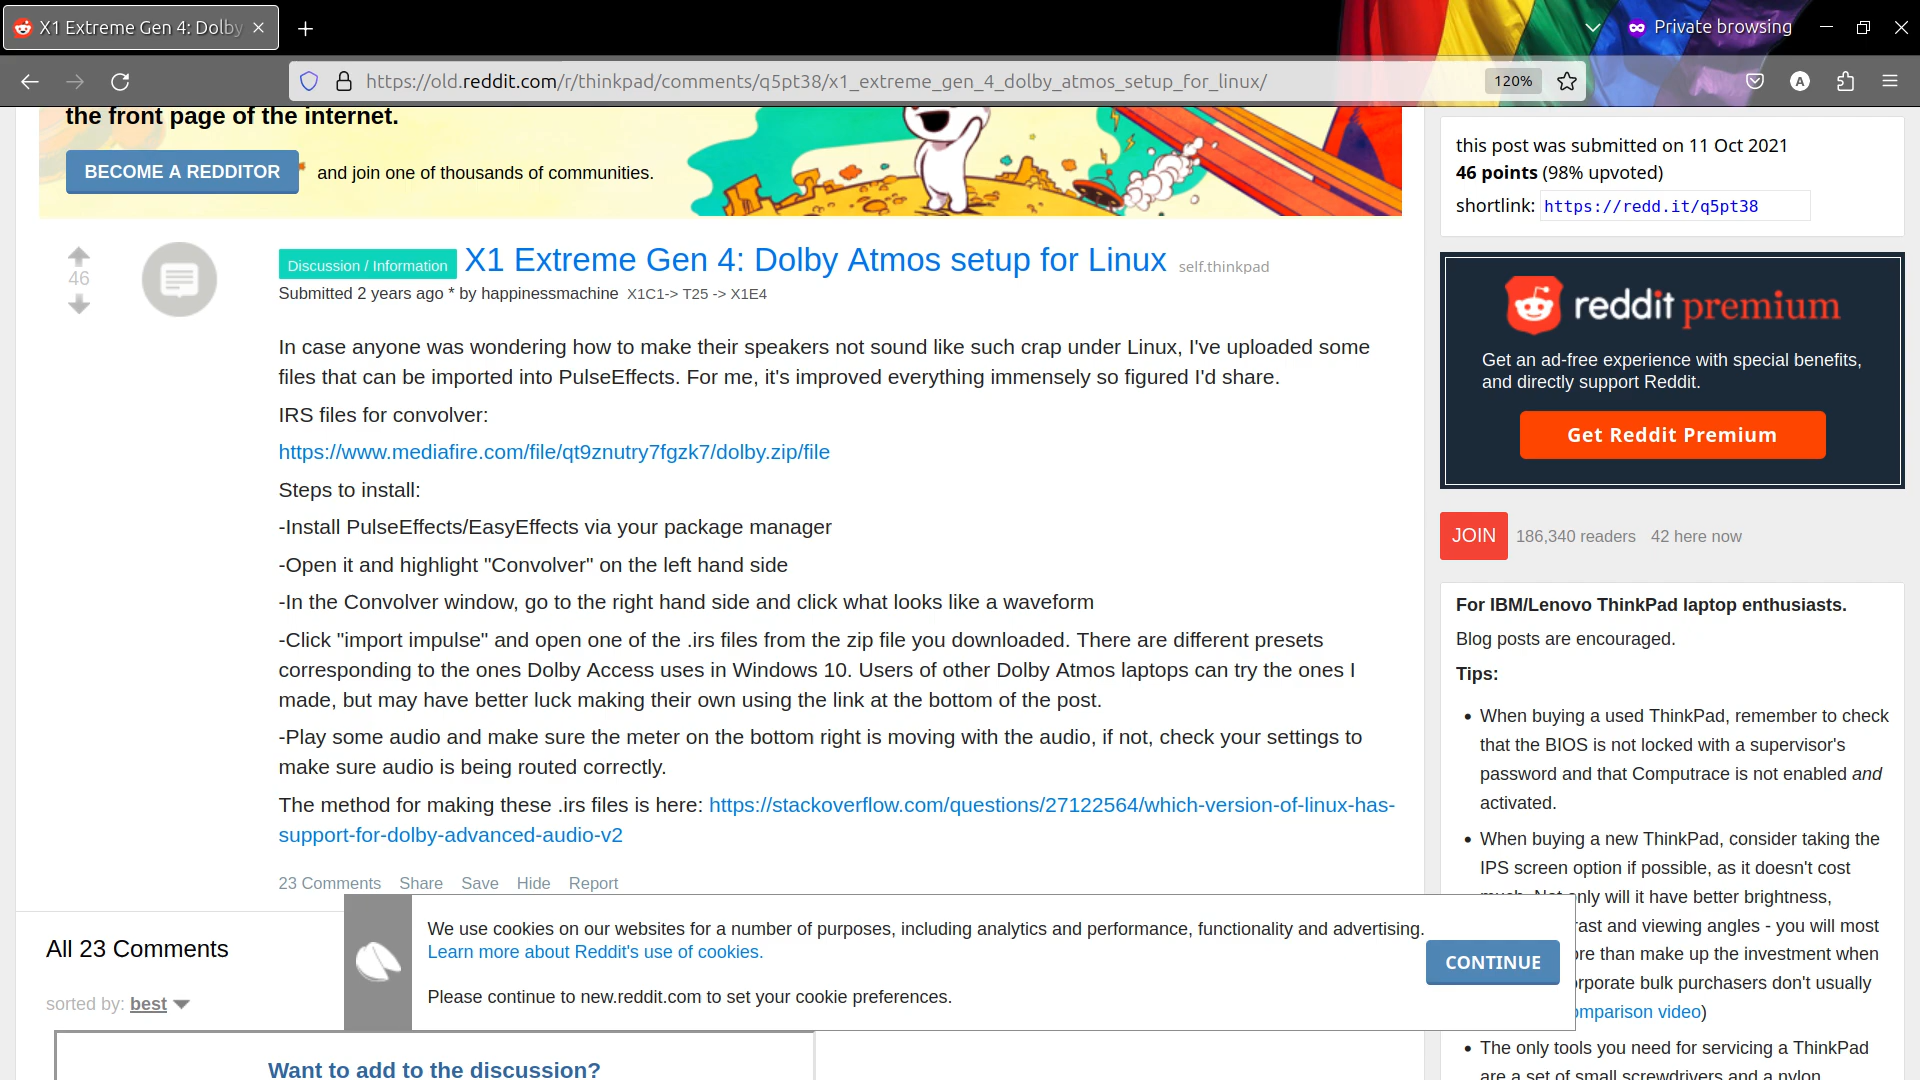 X1 Extreme Gen 4: Dolby
Private browsing
https://old.reddit.com/r/thinkpad/comments/q5pt38/x1_extreme_gen_4_dolby_atmos_setup_for_linux/
120%
A
the front page of the internet.
BECOME A REDDITOR
and join one of thousands of communities.
46
Discussion / Information
X1 Extreme Gen 4: Dolby Atmos setup for Linux
self.thinkpad
Submitted 2 years ago * by happinessmachine X1C1-> T25 -> X1E4
In case anyone was wondering how to make their speakers not sound like such crap under Linux, I've uploaded some
files that can be imported into PulseEffects. For me, it's improved everything immensely so figured I'd share.
IRS files for convolver:
https://www.mediafire.com/file/qt9znutry7fgzk7/dolby.zip/file
Steps to install:
-Install PulseEffects/EasyEffects via your package manager
-Open it and highlight "Convolver" on the left hand side
-In the Convolver window, go to the right hand side and click what looks like a waveform
-Click "import impulse" and open one of the .irs files from the zip file you downloaded. There are different presets
corresponding to the ones Dolby Access uses in Windows 10. Users of other Dolby Atmos laptops can try the ones I
made, but may have better luck making their own using the link at the bottom of the post.
-Play some audio and make sure the meter on the bottom right is moving with the audio, if not, check your settings to
make sure audio is being routed correctly.
The method for making these .irs files is here: https://stackoverflow.com/questions/27122564/which-version-of-linux-has-
support-for-dolby-advanced-audio-v2
23 Comments Share Save Hide Report
All 23 Comments
sorted by: best
Want to add to the discussion?
We use cookies on our websites for a number of purposes, including analytics and performance, functionality and advertising.
Learn more about Reddit's use of cookies.
Please continue to new.reddit.com to set your cookie preferences.
CONTINUE
this post was submitted on 11 Oct 2021
46 points (98% upvoted)
shortlink: https://redd.it/q5pt38
reddit premium
Get an ad-free experience with special benefits,
and directly support Reddit.
Get Reddit Premium
JOIN 186,340 readers 42 here now
For IBM/Lenovo ThinkPad laptop enthusiasts.
Blog posts are encouraged.
Tips:
• When buying a used ThinkPad, remember to check
that the BIOS is not locked with a supervisor's
password and that Computrace is not enabled and
activated.
• When buying a new ThinkPad, consider taking the
IPS screen option if possible, as it doesn't cost
only will it have better brightness,
and viewing angles - you will most
than make up the investment when
bulk purchasers don't usually
video)
• The only tools you need for servicing a ThinkPad
are a set of small screwdrivers and a nylon